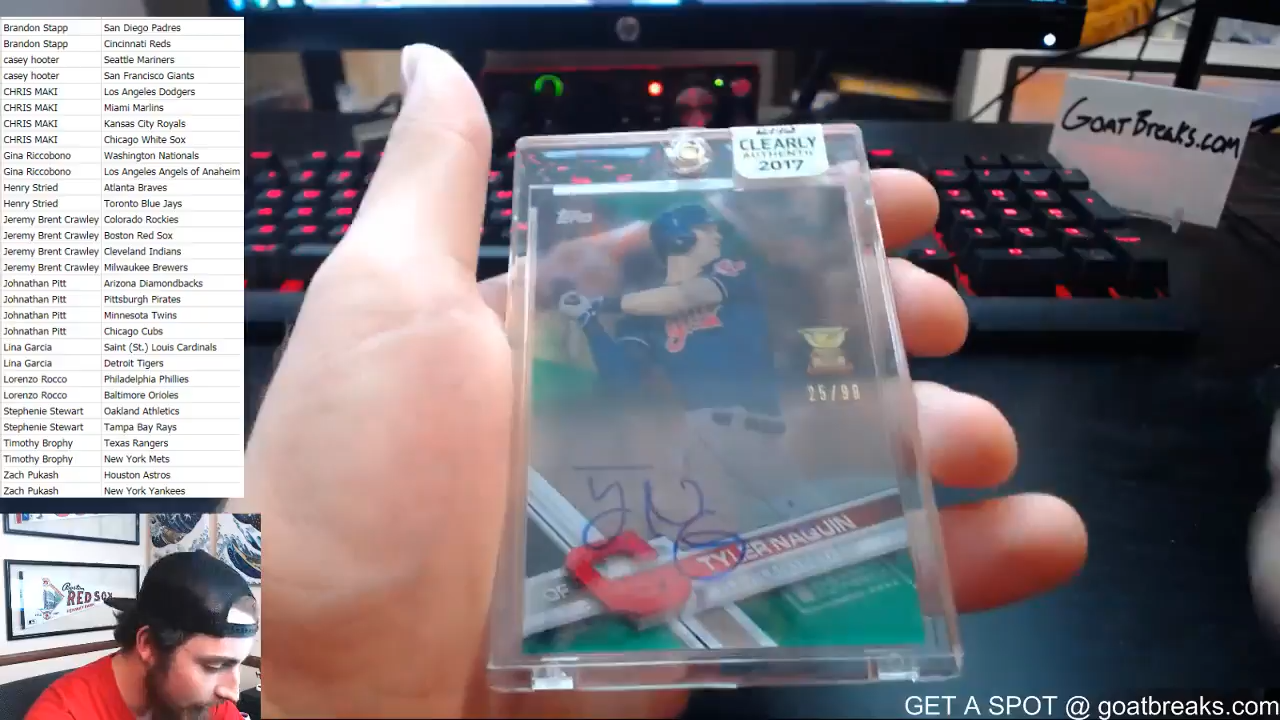 Brandon Stapp San Diego Padres
Brandon Stapp Cincinnati Reds
casey hooter Seattle Mariners
casey hooter San Francisco Giants
CHRIS MAKI Los Angeles Dodgers
CHRIS MAKI Miami Marlins
CHRIS MAKI Kansas City Royals
CHRIS MAKI Chicago White Sox
Gina Riccobono Washington Nationals
Gina Riccobono Los Angeles Angels of Anaheim
Henry Stried Atlanta Braves
Henry Stried Toronto Blue Jays
Jeremy Brent Crawley Colorado Rockies
Jeremy Brent Crawley Boston Red Sox
Jeremy Brent Crawley Cleveland Indians
Jeremy Brent Crawley Milwaukee Brewers
Johnathan Pitt Arizona Diamondbacks
Johnathan Pitt Pittsburgh Pirates
Johnathan Pitt Minnesota Twins
Johnathan Pitt Chicago Cubs
Lina Garcia Saint (St.) Louis Cardinals
Lina Garcia Detroit Tigers
Lorenzo Rocco Philadelphia Phillies
Lorenzo Rocco Baltimore Orioles
Stephenie Stewart Oakland Athletics
Stephenie Stewart Tampa Bay Rays
Timothy Brophy Texas Rangers
Timothy Brophy New York Mets
Zach Pukash Houston Astros
Zach Pukash New York Yankees
GOATBREAKS.COM
CLEARLY
AUTHENTIC
2017
Topps
25/99
TYLER NAQUIN
OF
Boston
RED SOX
GET A SPOT @ goatbreaks.com